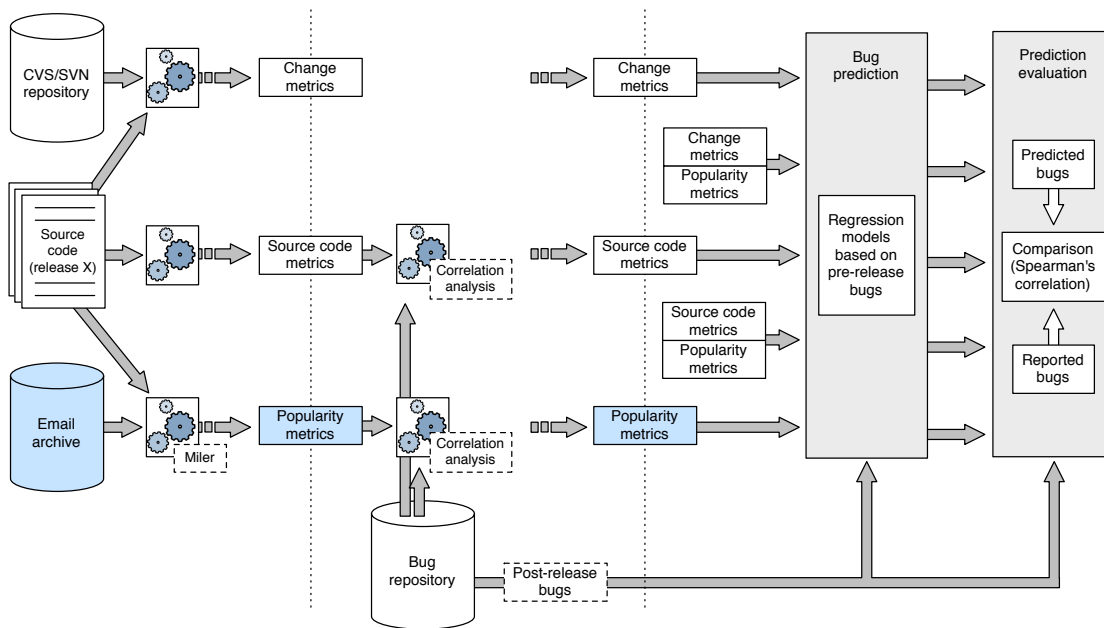 CVS/SVN
repository
Change
metrics
Change
metrics
Bug
prediction
Prediction
evaluation
Change
metrics
Popularity
metrics
Predicted
bugs
Source
code
(release X)
Source code
metrics
Correlation
analysis
Source code
metrics
Regression
models
based on
pre-release
bugs
Comparison
(Spearman's
correlation)
Source code
metrics
Popularity
metrics
Reported
bugs
Email
archive
Miler
Popularity
metrics
Correlation
analysis
Popularity
metrics
Bug
repository
Post-release
bugs